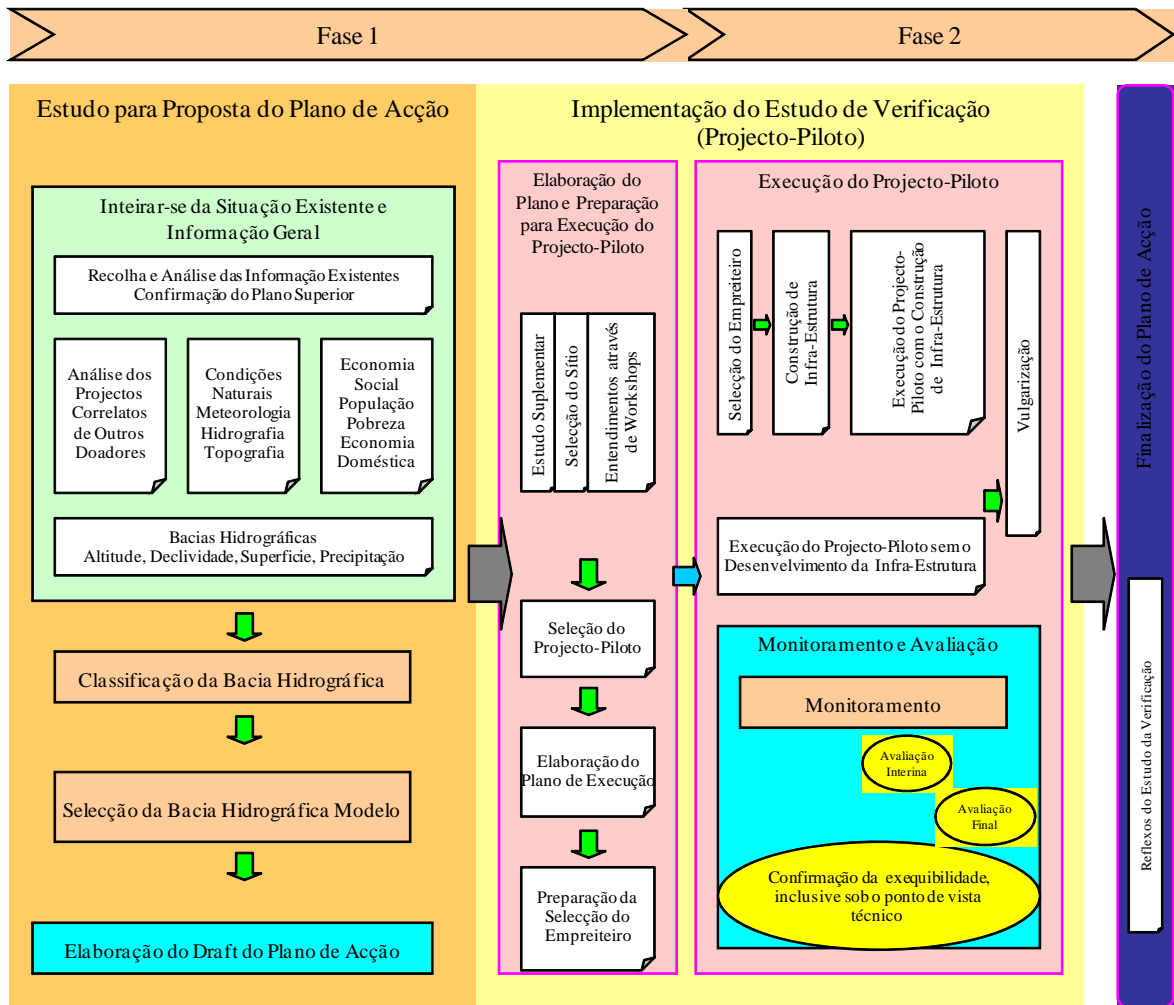 Fase 1
Fase 2
Estudo para Proposta do Plano de Acção
Inteirar-se da Situação Existente e
Informação Geral
Recolha e Análise das Informação Existentes
Confirmação do Plano Superior
Análise dos
Projectos
Correlatos
de Outros
Doadores
Condições
Naturais
Meteorologia
Hidrografia
Topografia
Economia
Social
População
Pobreza
Economia
Doméstica
Bacias Hidrográficas
Altitude, Declividade, Superficie, Precipitação
Classificação da Bacia Hidrográfica
Selecção da Bacia Hidrográfica Modelo
Elaboração do Draft do Plano de Acção
Implementação do Estudo de Verificação
(Projecto-Piloto)
Elaboração do
Plano e Preparação
para Execução do
Projecto-Piloto
Estudo Suplementar
Selecção do Sítio
Entendimentos através
de Workshops
Seleção do
Projecto-Piloto
Elaboração do
Plano de Execução
Preparação da
Selecção do
Empreiteiro
Execução do Projecto-Piloto
Selecção do Empreiteiro
Construção de
Infra-Estrutura
Execução do Projecto-
Piloto com o Construção
de Infra-Estrutura
Vulgarização
Execução do Projecto-Piloto sem o
Desenvelvimento da Infra-Estrutura
Monitoramento e Avaliação
Monitoramento
Avaliação
Interina
Avaliação
Final
Confirmação da exequibilidade,
inclusive sob o ponto de vista
técnico
Finalização do Plano de Acção
Reflexos do Estudo da Verificação